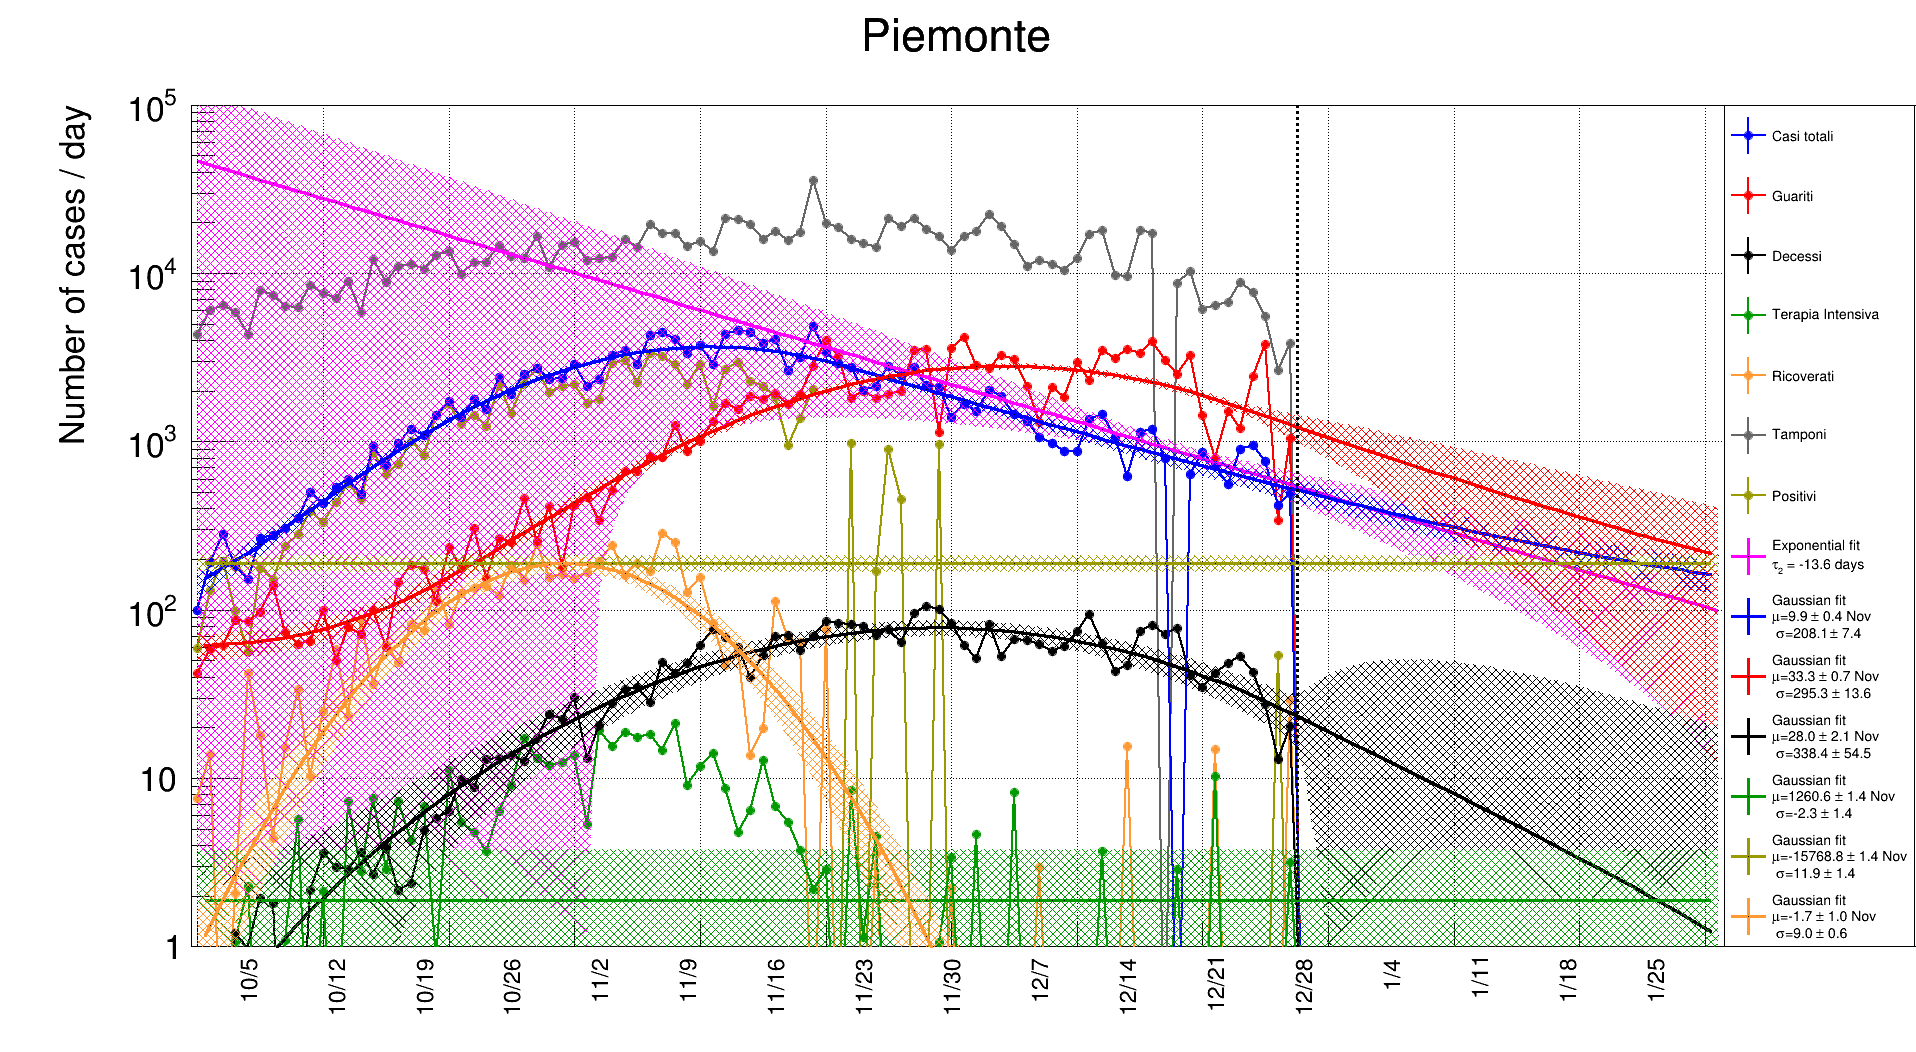 Piemonte
Number of cases / day
10^5
10^4
10^3
10^2
10
1
10/5
10/12
10/19
10/26
11/2
11/9
11/16
11/23
11/30
12/7
12/14
12/21
12/28
1/4
1/11
1/18
1/25
Casi totali
Guariti
Decessi
Terapia Intensiva
Ricoverati
Tamponi
Positivi
Exponential fit
τ₂ = -13.6 days
Gaussian fit
μ=9.9 ± 0.4 Nov
σ=208.1 ± 7.4
Gaussian fit
μ=33.3 ± 0.7 Nov
σ=295.3 ± 13.6
Gaussian fit
μ=28.0 ± 2.1 Nov
σ=338.4 ± 54.5
Gaussian fit
μ=1260.6 ± 1.4 Nov
σ=-2.3 ± 1.4
Gaussian fit
μ=-15768.8 ± 1.4 Nov
σ=11.9 ± 1.4
Gaussian fit
μ=-1.7 ± 1.0 Nov
σ=9.0 ± 0.6